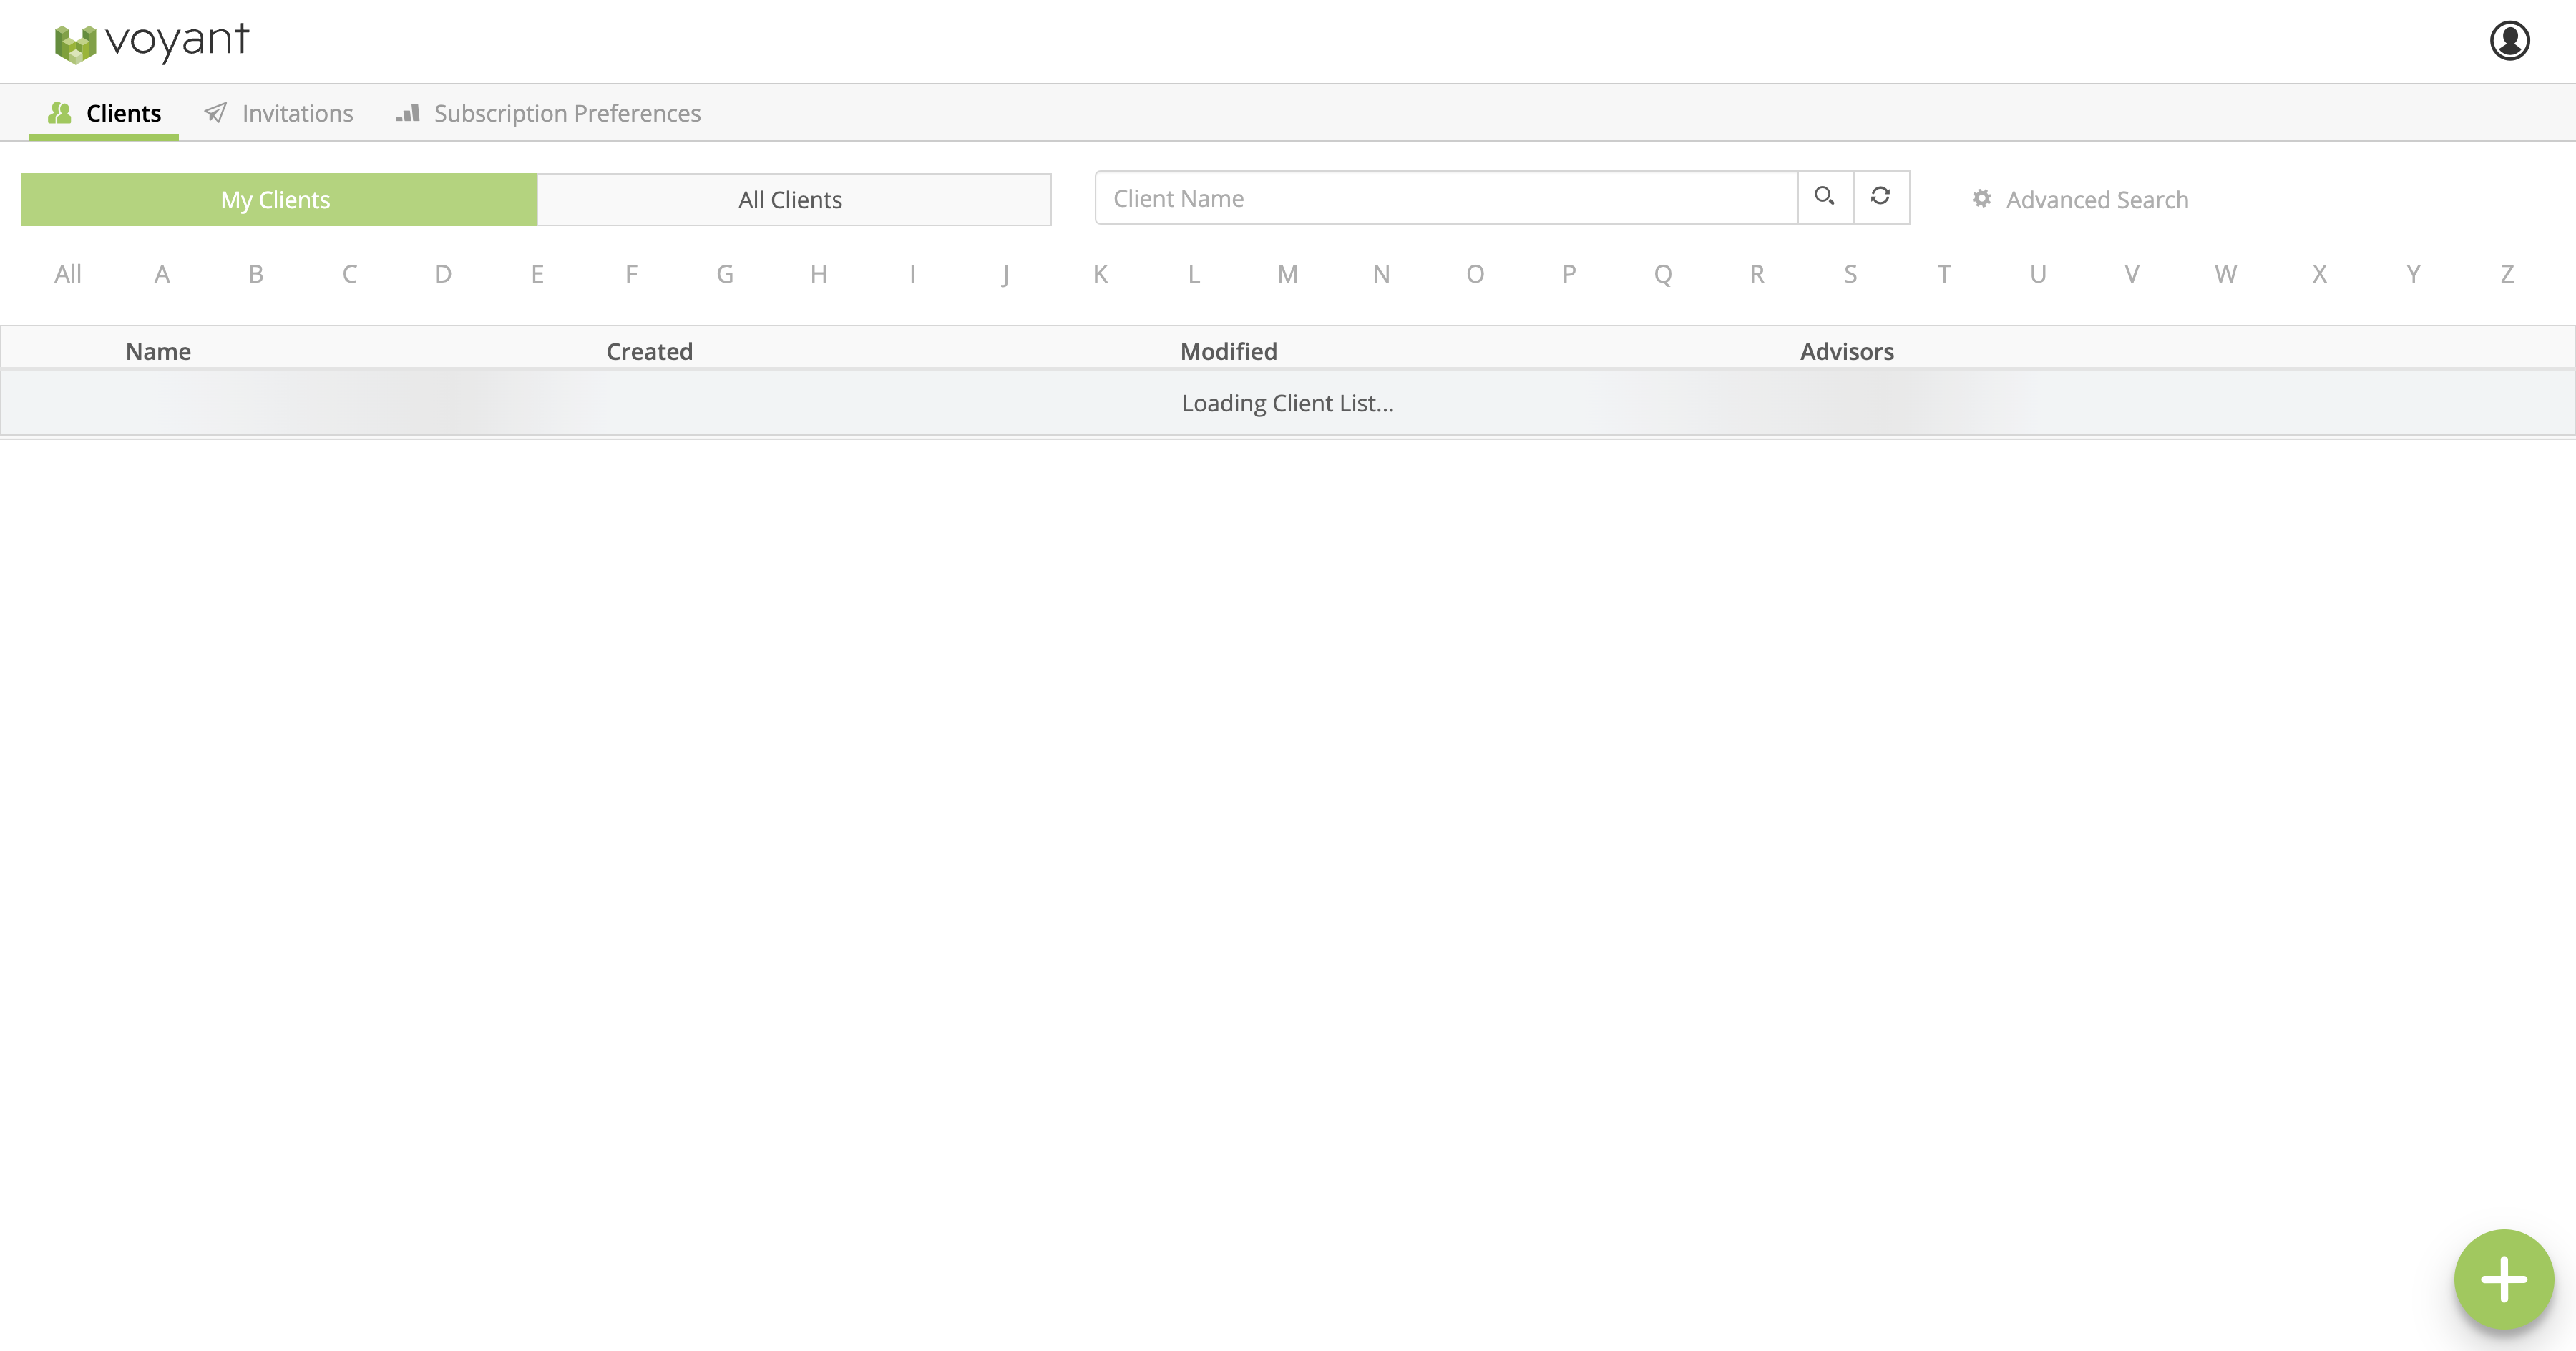 voyant
Clients Invitations Subscription Preferences
My Clients All Clients Client Name Advanced Search
All A B C D E F G H I J K L M N O P Q R S T U V W X Y Z
Name Created Modified Advisors
Loading Client List...